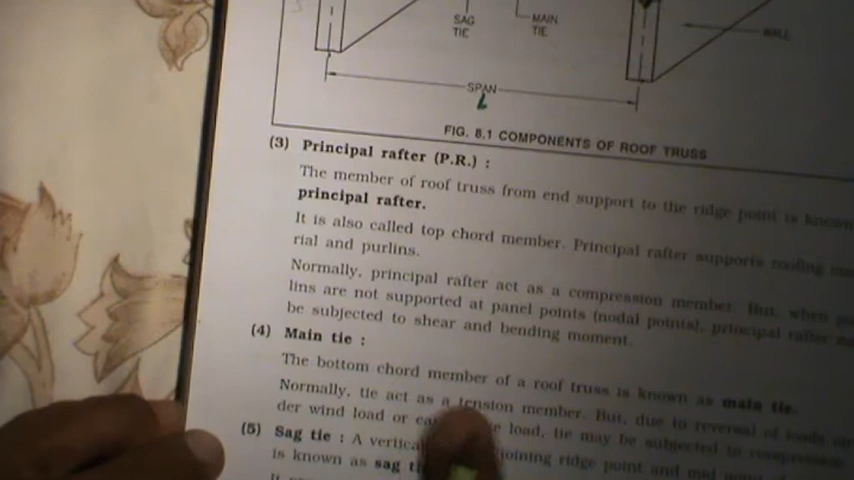 SAG
TIE
MAIN
TIE
WALL
SPAN
L
FIG. 8.1 COMPONENTS OF ROOF TRUSS
(3) Principal rafter (P.R.) :
The member of roof truss from end support to the ridge point is known
principal rafter.
It is also called top chord member. Principal rafter supports roofing
rial and purlins.
Normally, principal rafter act as a compression member. But, when
lins are not supported at panel points (nodal points), principal rafter
be subjected to shear and bending moment.
(4) Main tie :
The bottom chord member of a roof truss is known as main tie.
Normally, tie act as a tension member. But, due to reversal of loads
der wind load or load, tie may be subjected to compression
(5) Sag tie : A joining ridge point and mid
is known as sag